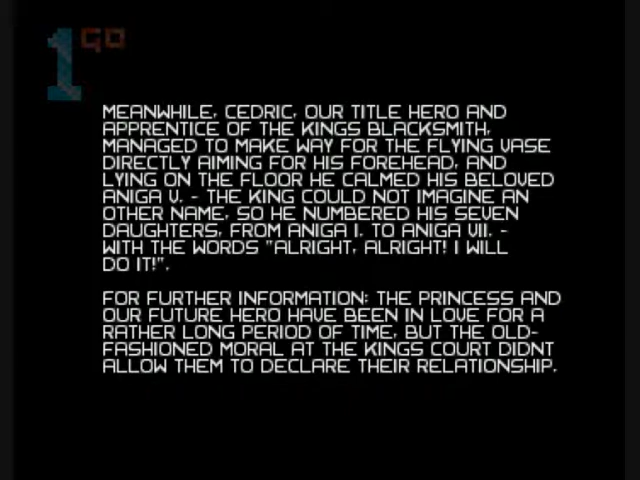 1GO
MEANWHILE, CEDRIC, OUR TITLE HERO AND
APPRENTICE OF THE KINGS BLACKSMITH,
MANAGED TO MAKE WAY FOR THE FLYING VASE
DIRECTLY AIMING FOR HIS FOREHEAD, AND
LYING ON THE FLOOR HE CALMED HIS BELOVED
ANIGA V. - THE KING COULD NOT IMAGINE AN
OTHER NAME, SO HE NUMBERED HIS SEVEN
DAUGHTERS, FROM ANIGA I. TO ANIGA VII. -
WITH THE WORDS "ALRIGHT, ALRIGHT! I WILL
DO IT!".
FOR FURTHER INFORMATION: THE PRINCESS AND
OUR FUTURE HERO HAVE BEEN IN LOVE FOR A
RATHER LONG PERIOD OF TIME, BUT THE OLD-
FASHIONED MORAL AT THE KINGS COURT DIDNT
ALLOW THEM TO DECLARE THEIR RELATIONSHIP.